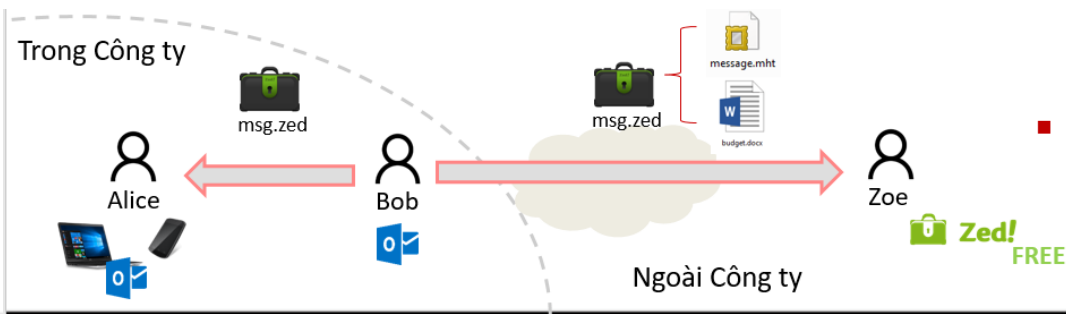 Trong Công ty
msg.zed
message.mht
msg.zed
W
budget.docx
Alice
Bob
Zoe
o
o
Zed!
FREE
Ngoài Công ty